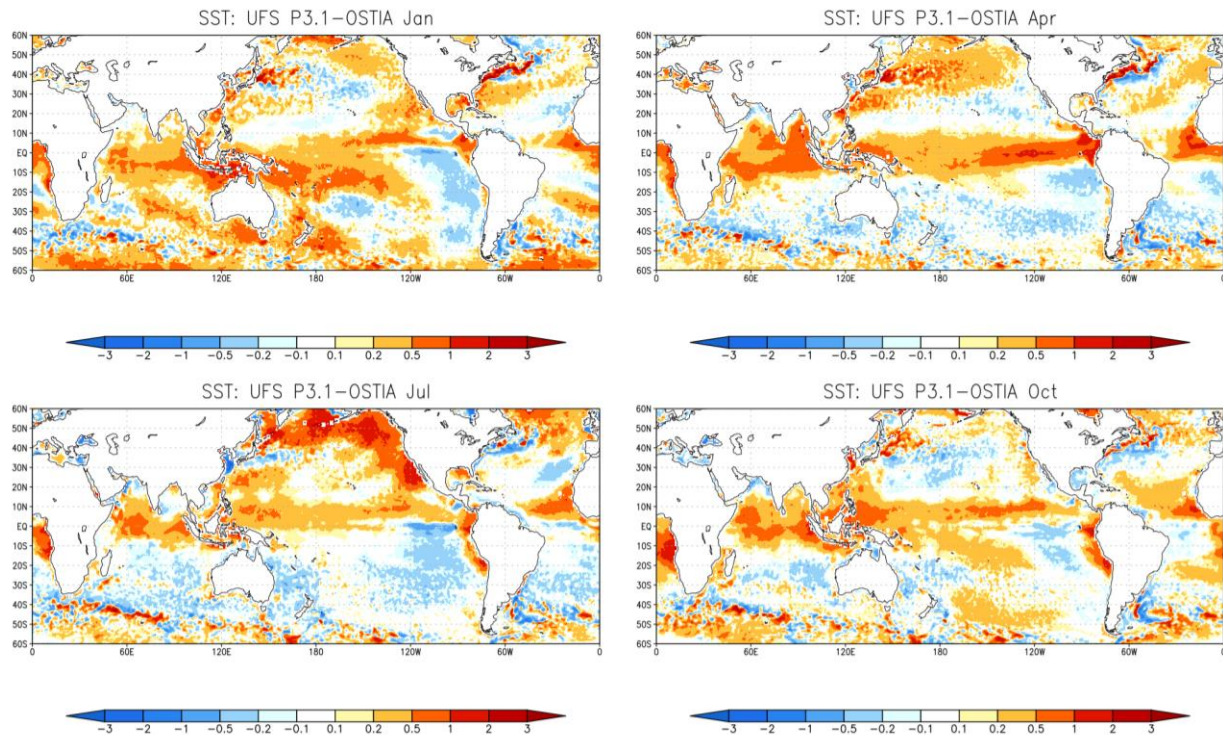 SST: UFS P3.1-OSTIA Jan
60N
50N
40N
30N
20N
10N
EQ
10S
20S
30S
40S
50S
60S
0 60E 120E 180 120W 60W 0
-3 -2 -1 -0.5 -0.2 -0.1 0.1 0.2 0.5 1 2 3
SST: UFS P3.1-OSTIA Apr
60N
50N
40N
30N
20N
10N
EQ
10S
20S
30S
40S
50S
60S
0 60E 120E 180 120W 60W 0
-3 -2 -1 -0.5 -0.2 -0.1 0.1 0.2 0.5 1 2 3
SST: UFS P3.1-OSTIA Jul
60N
50N
40N
30N
20N
10N
EQ
10S
20S
30S
40S
50S
60S
0 60E 120E 180 120W 60W 0
-3 -2 -1 -0.5 -0.2 -0.1 0.1 0.2 0.5 1 2 3
SST: UFS P3.1-OSTIA Oct
60N
50N
40N
30N
20N
10N
EQ
10S
20S
30S
40S
50S
60S
0 60E 120E 180 120W 60W 0
-3 -2 -1 -0.5 -0.2 -0.1 0.1 0.2 0.5 1 2 3